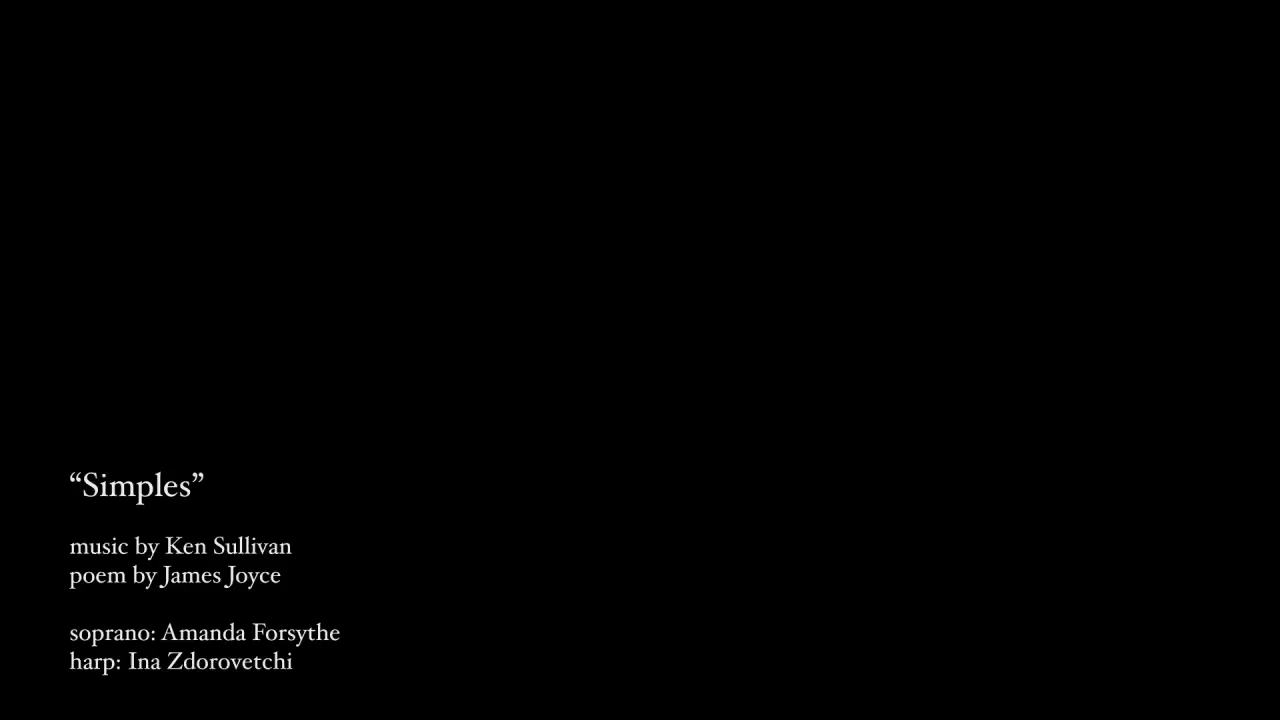 “Simples”
music by Ken Sullivan
poem by James Joyce
soprano: Amanda Forsythe
harp: Ina Zdorovetchi